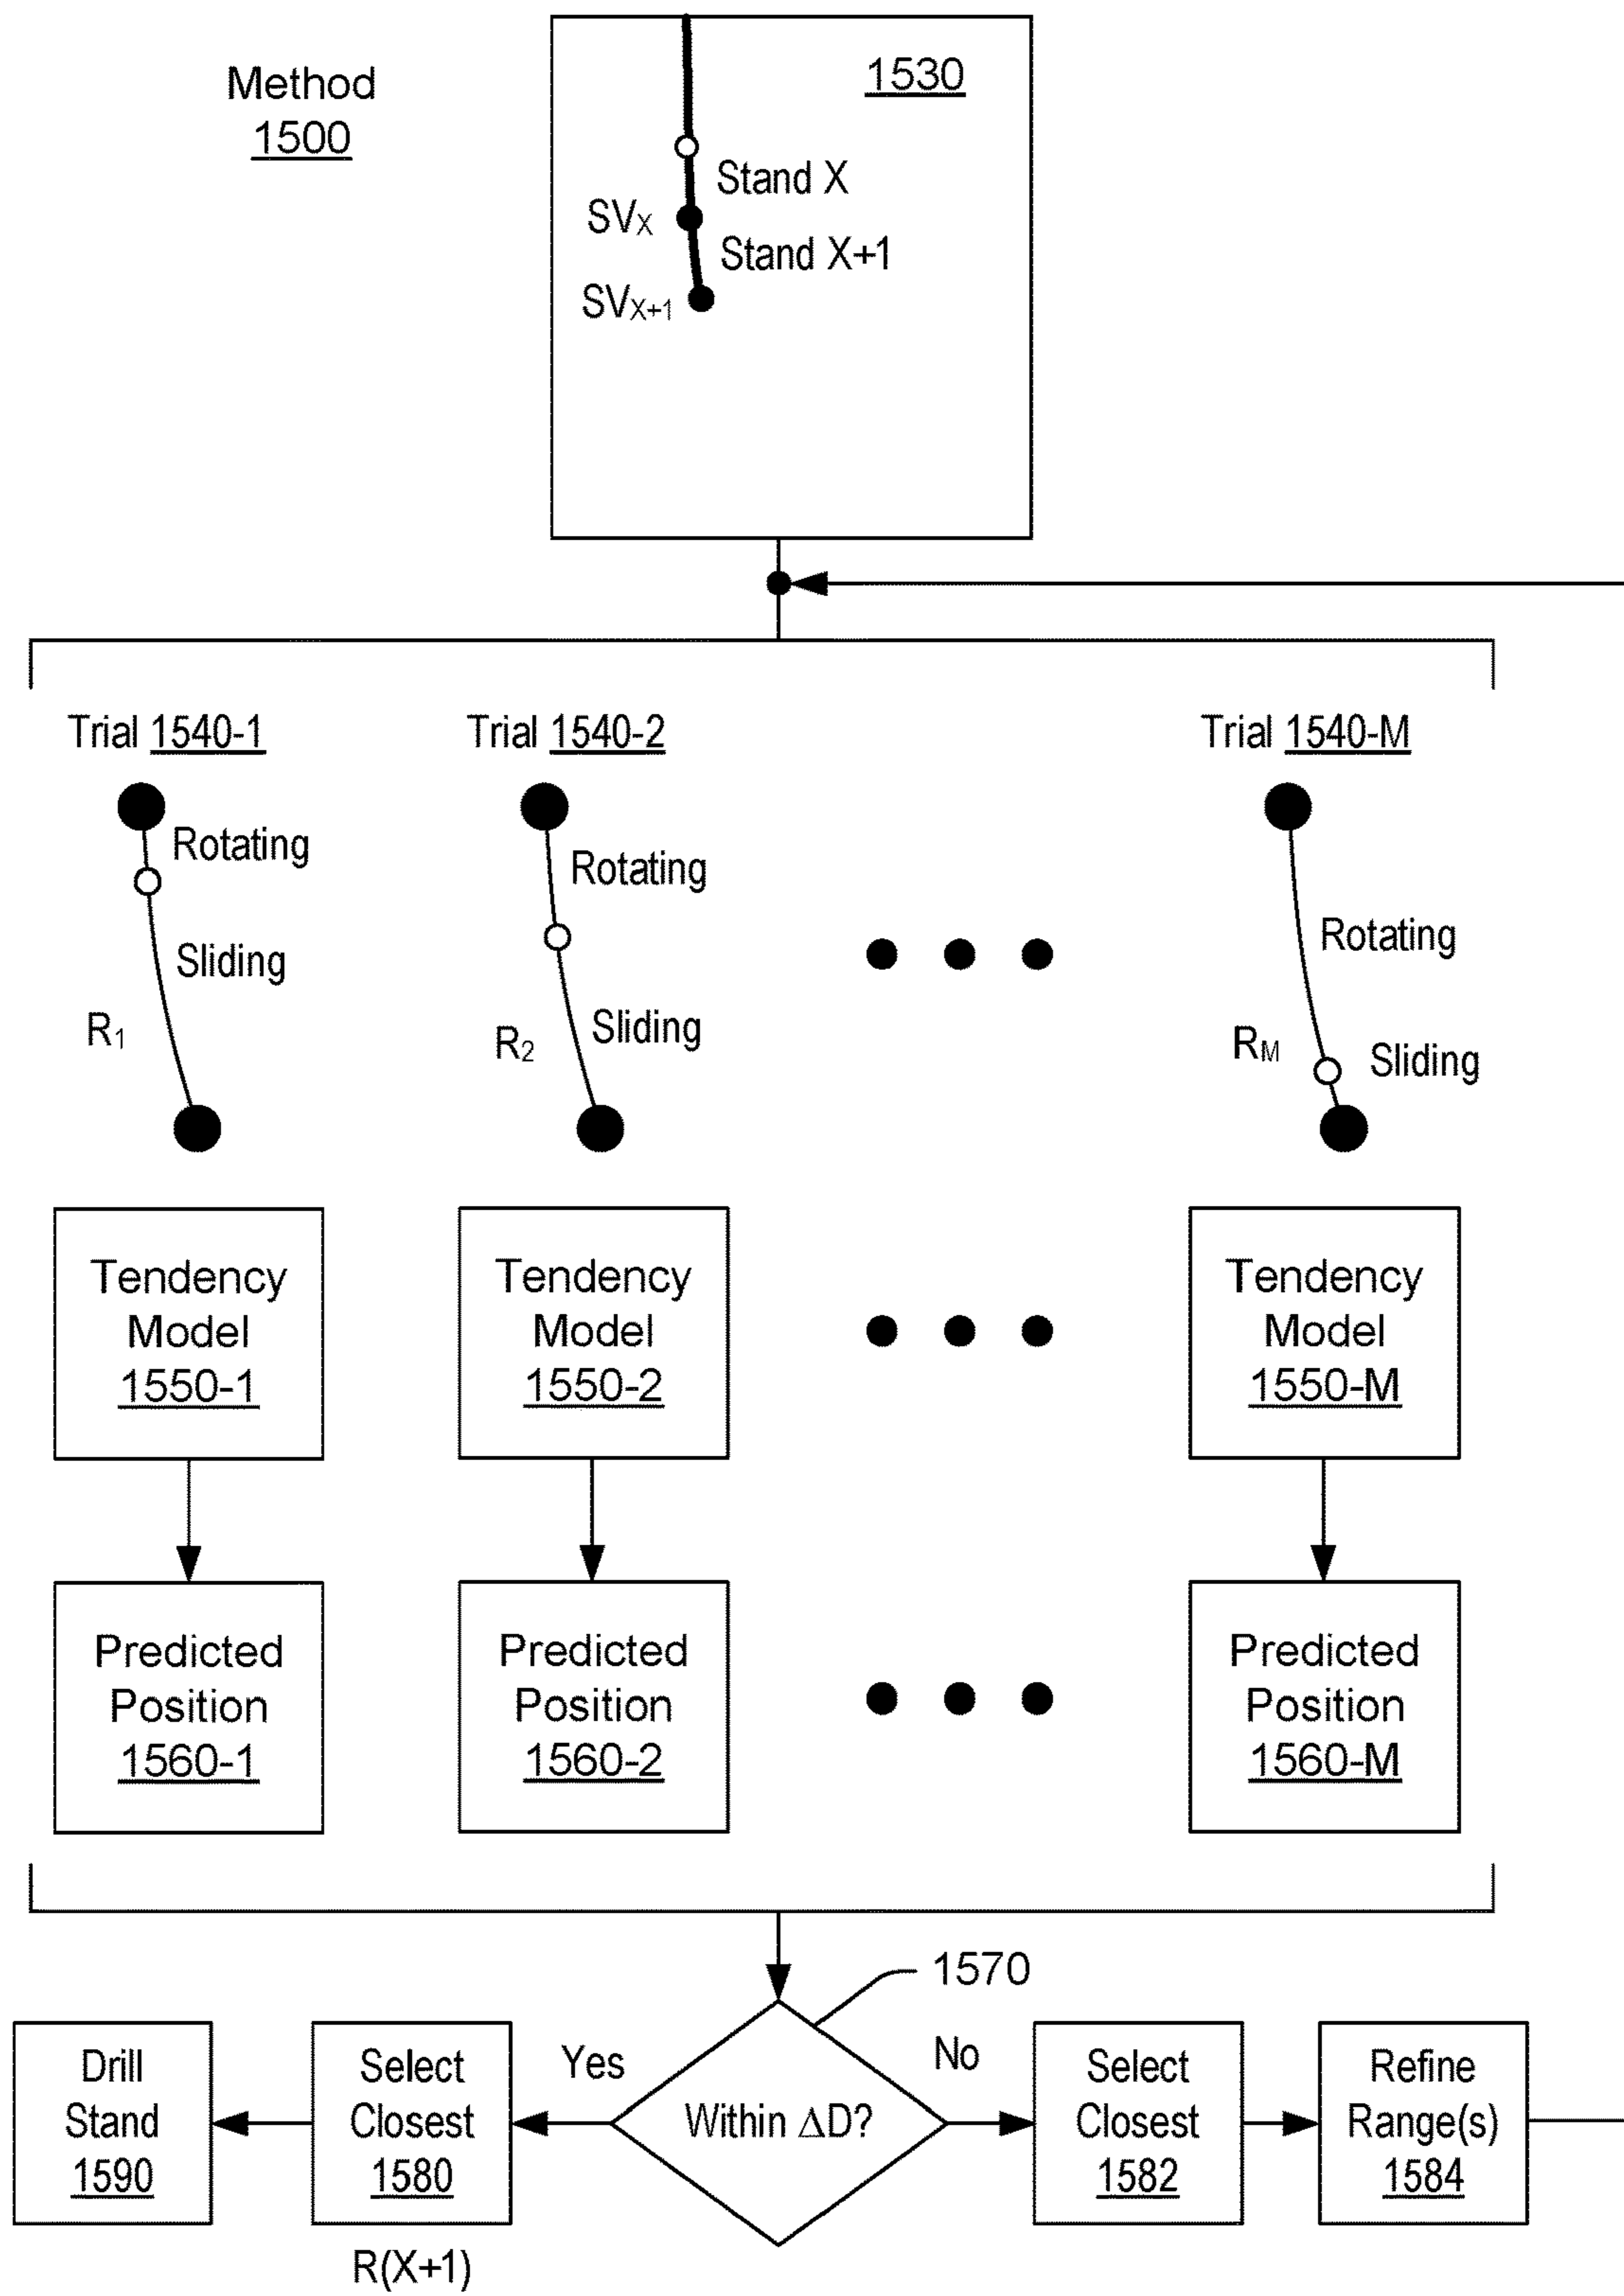 Method
1500
1530
Stand X
SVX
Stand X+1
SVX+1
Trial 1540-1
Trial 1540-2
Trial 1540-M
Rotating
Sliding
R1
Rotating
Sliding
R2
Rotating
Sliding
RM
Tendency
Model
1550-1
Tendency
Model
1550-2
Tendency
Model
1550-M
Predicted
Position
1560-1
Predicted
Position
1560-2
Predicted
Position
1560-M
1570
Drill
Stand
1590
Select
Closest
1580
R(X+1)
Yes
Within ΔD?
No
Select
Closest
1582
Refine
Range(s)
1584